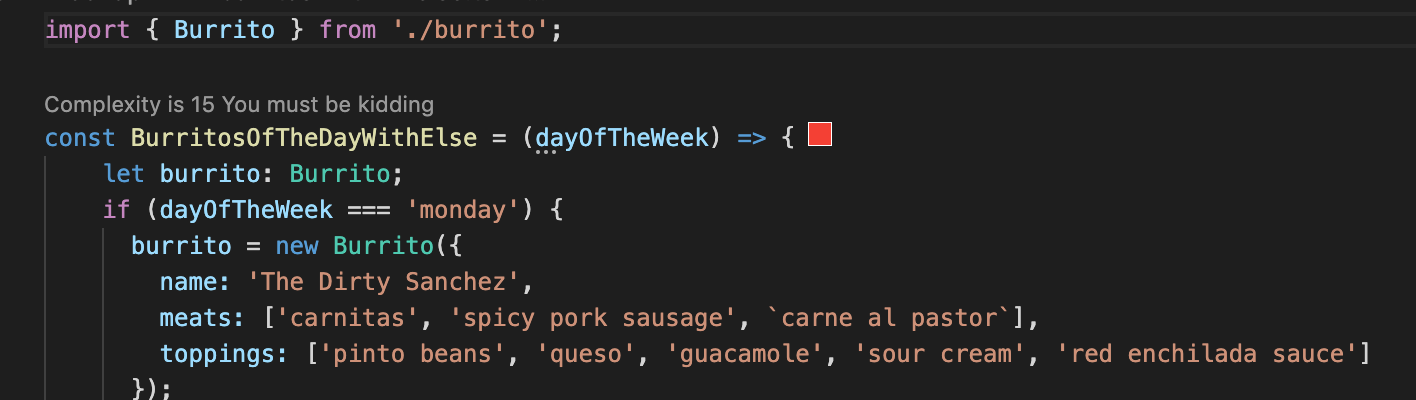 import { Burrito } from './burrito';
Complexity is 15 You must be kidding
const BurritosOfTheDayWithElse = (dayOfTheWeek) => {
let burrito: Burrito;
if (dayOfTheWeek === 'monday') {
burrito = new Burrito({
name: 'The Dirty Sanchez',
meats: ['carnitas', 'spicy pork sausage', `carne al pastor`],
toppings: ['pinto beans', 'queso', 'guacamole', 'sour cream', 'red enchilada sauce']
});